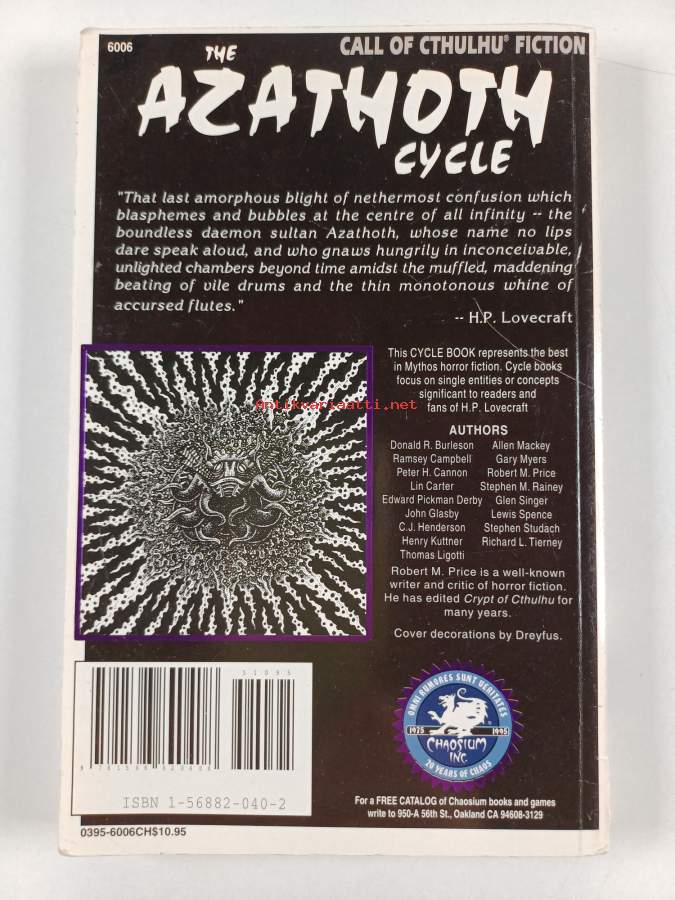 6006
CALL OF CTHULHU® FICTION
THE
AZATHOTH
CYCLE
"That last amorphous blight of nethermost confusion which
blasphemes and bubbles at the centre of all infinity -- the
boundless daemon sultan Azathoth, whose name no lips
dare speak aloud, and who gnaws hungrily in inconceivable,
unlighted chambers beyond time amidst the muffled, maddening
beating of vile drums and the thin monotonous whine of
accursed flutes."
-- H.P. Lovecraft
This CYCLE BOOK represents the best
in Mythos horror fiction. Cycle books
focus on single entities or concepts
significant to readers and
fans of H.P. Lovecraft
Antikvariaatti.net
AUTHORS
Donald R. Burleson Allen Mackey
Ramsey Campbell Gary Myers
Peter H. Cannon Robert M. Price
Lin Carter Stephen M. Rainey
Edward Pickman Derby Glen Singer
John Glasby Lewis Spence
C.J. Henderson Stephen Studach
Henry Kuttner Richard L. Tierney
Thomas Ligotti
Robert M. Price is a well-known
writer and critic of horror fiction.
He has edited Crypt of Cthulhu for
many years.
Cover decorations by Dreyfus.
51095
9 781568 820408
ISBN 1-56882-040-2
0395-6006CH$10.95
OMNI RUMORES SUNT VERITATES
1975 1995
CHAOSIUM
INC.
20 YEARS OF CHAOS
For a FREE CATALOG of Chaosium books and games
write to 950-A 56th St., Oakland CA 94608-3129